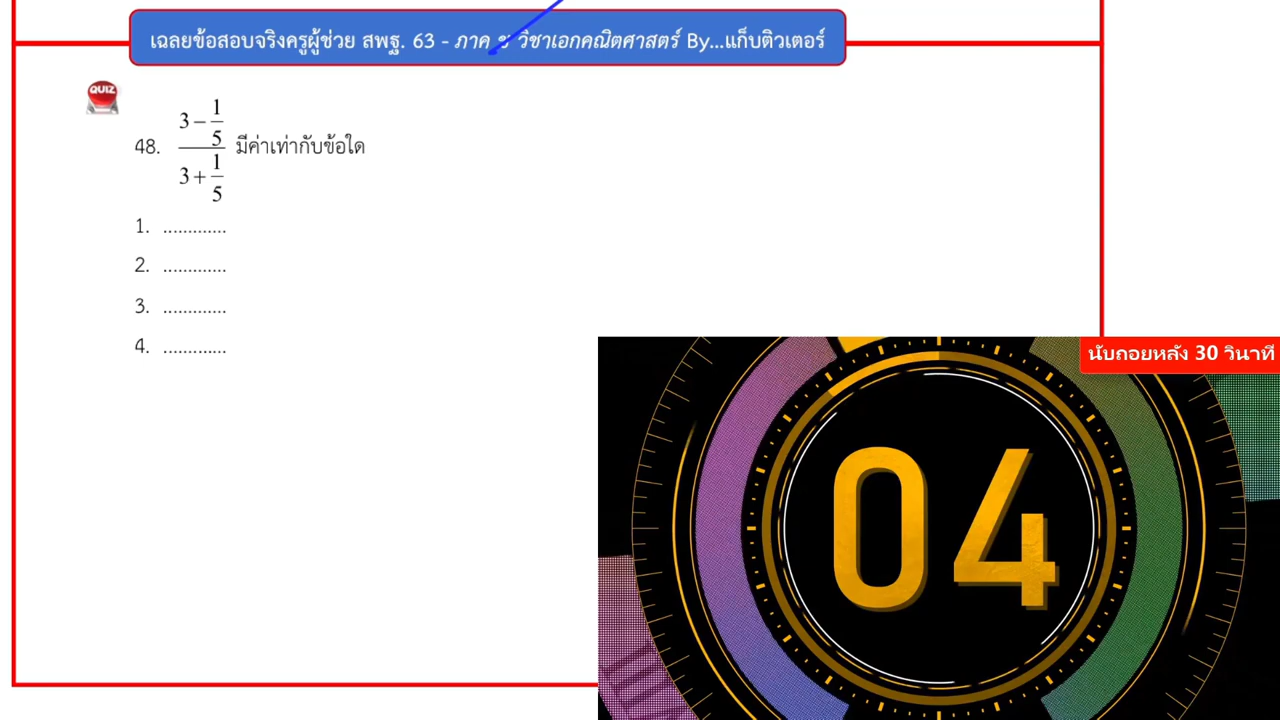 เฉลยข้อสอบจริงครูผู้ช่วย สพฐ. 63 - ภาค ข วิชาเอกคณิตศาสตร์ By...แก็บติวเตอร์
QUIZ
48. \frac{3-\frac{1}{5}}{3+\frac{1}{5}} มีค่าเท่ากับข้อใด
1. .............
2. .............
3. .............
4. .............
นับถอยหลัง 30 วินาที
04